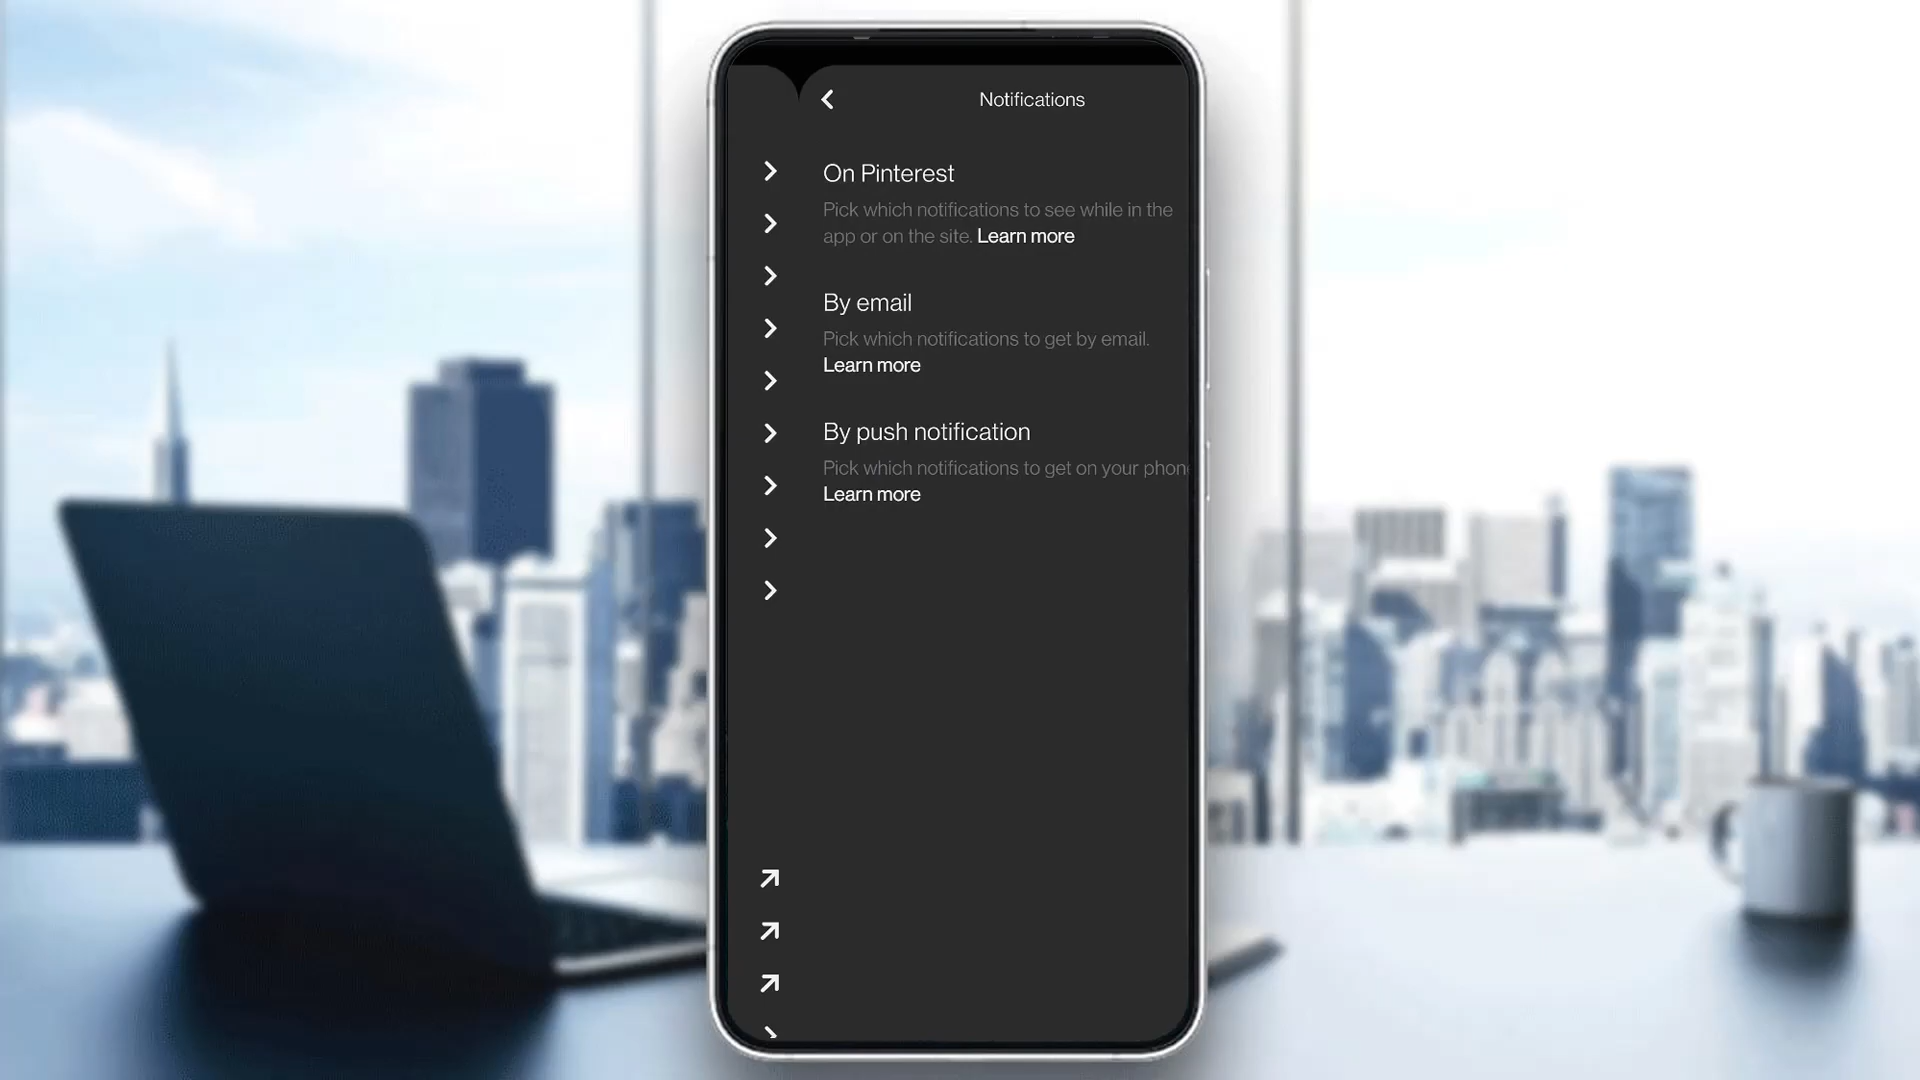 Notifications
On Pinterest
Pick which notifications to see while in the
app or on the site. Learn more
By email
Pick which notifications to get by email.
Learn more
By push notification
Pick which notifications to get on your phon
Learn more